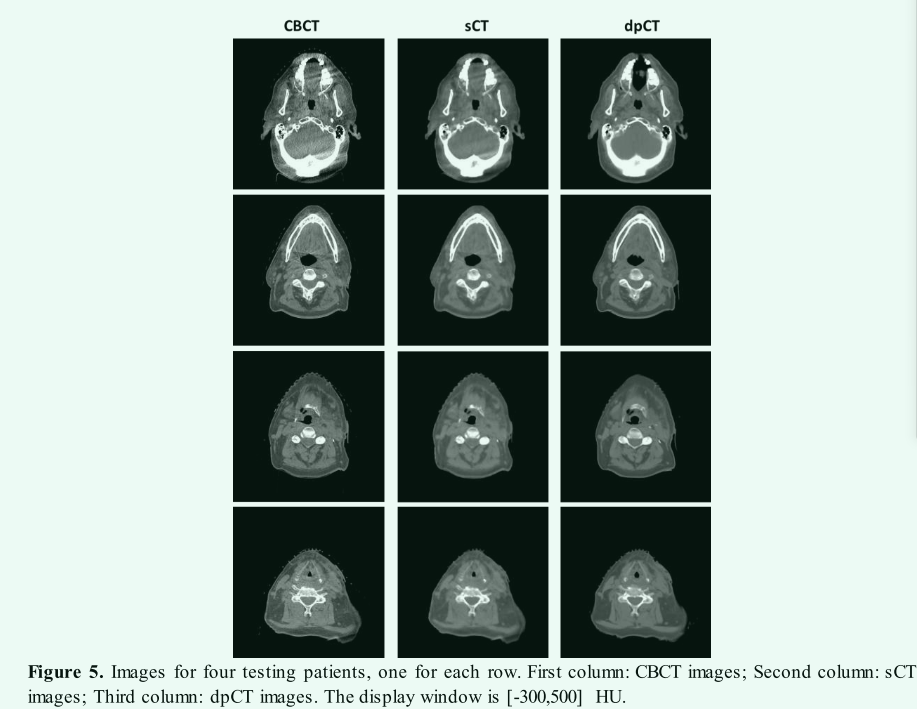 CBCT sCT dpCT
Figure 5. Images for four testing patients, one for each row. First column: CBCT images; Second column: sCT
images; Third column: dpCT images. The display window is [-300,500] HU.